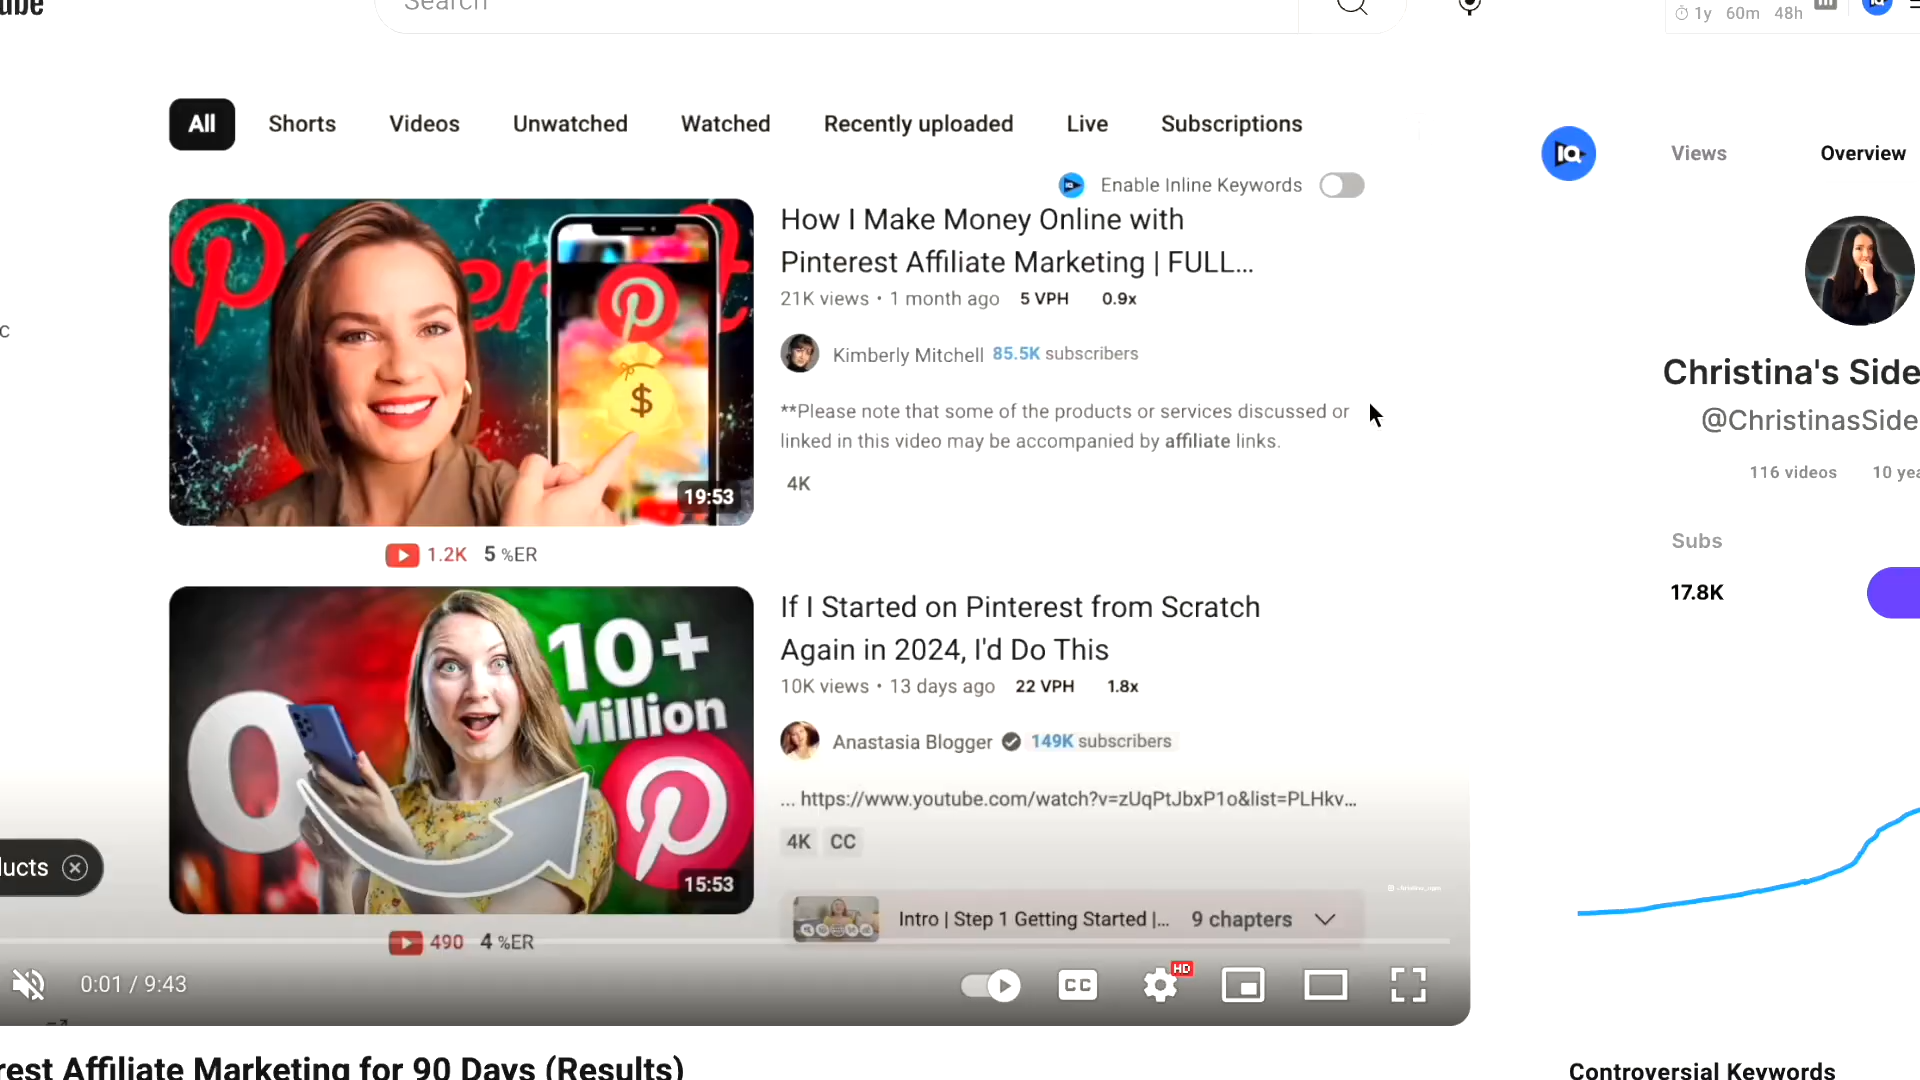 Tube
Search
1y 60m 48h
All Shorts Videos Unwatched Watched Recently uploaded Live Subscriptions
IQ Views Overview
Enable Inline Keywords
How I Make Money Online with
Pinterest Affiliate Marketing | FULL...
21K views • 1 month ago 5 VPH 0.9x
Kimberly Mitchell 85.5K subscribers
**Please note that some of the products or services discussed or
linked in this video may be accompanied by affiliate links.
4K
$
19:53
1.2K 5 %ER
c
Christina's Side
@ChristinasSide
116 videos 10 yea
Subs
17.8K
If I Started on Pinterest from Scratch
Again in 2024, I'd Do This
10K views • 13 days ago 22 VPH 1.8x
Anastasia Blogger 149K subscribers
... https://www.youtube.com/watch?v=zUqPtJbxP1o&list=PLHkv...
4K CC
0 10+
Million
15:53
Intro | Step 1 Getting Started |... 9 chapters
490 4 %ER
ducts
0:01 / 9:43
CC HD
rest Affiliate Marketing for 90 Days (Results)
Controversial Keywords